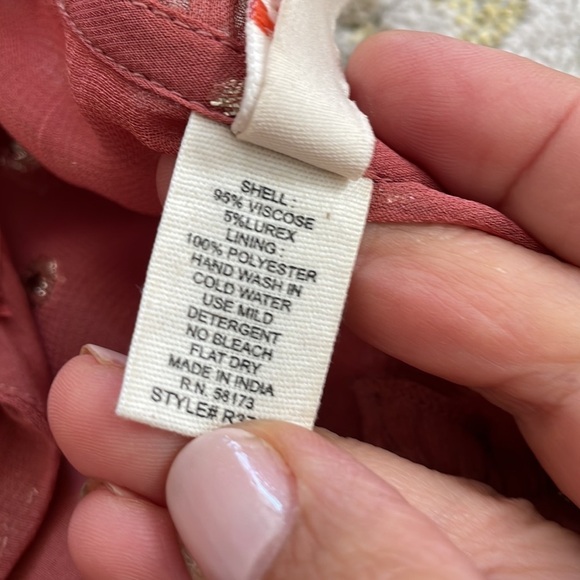 SHELL :
95% VISCOSE
5%LUREX
LINING :
100% POLYESTER
HAND WASH IN
COLD WATER
USE MILD
DETERGENT
NO BLEACH
FLAT DRY
MADE IN INDIA
R.N. 58173
STYLE#